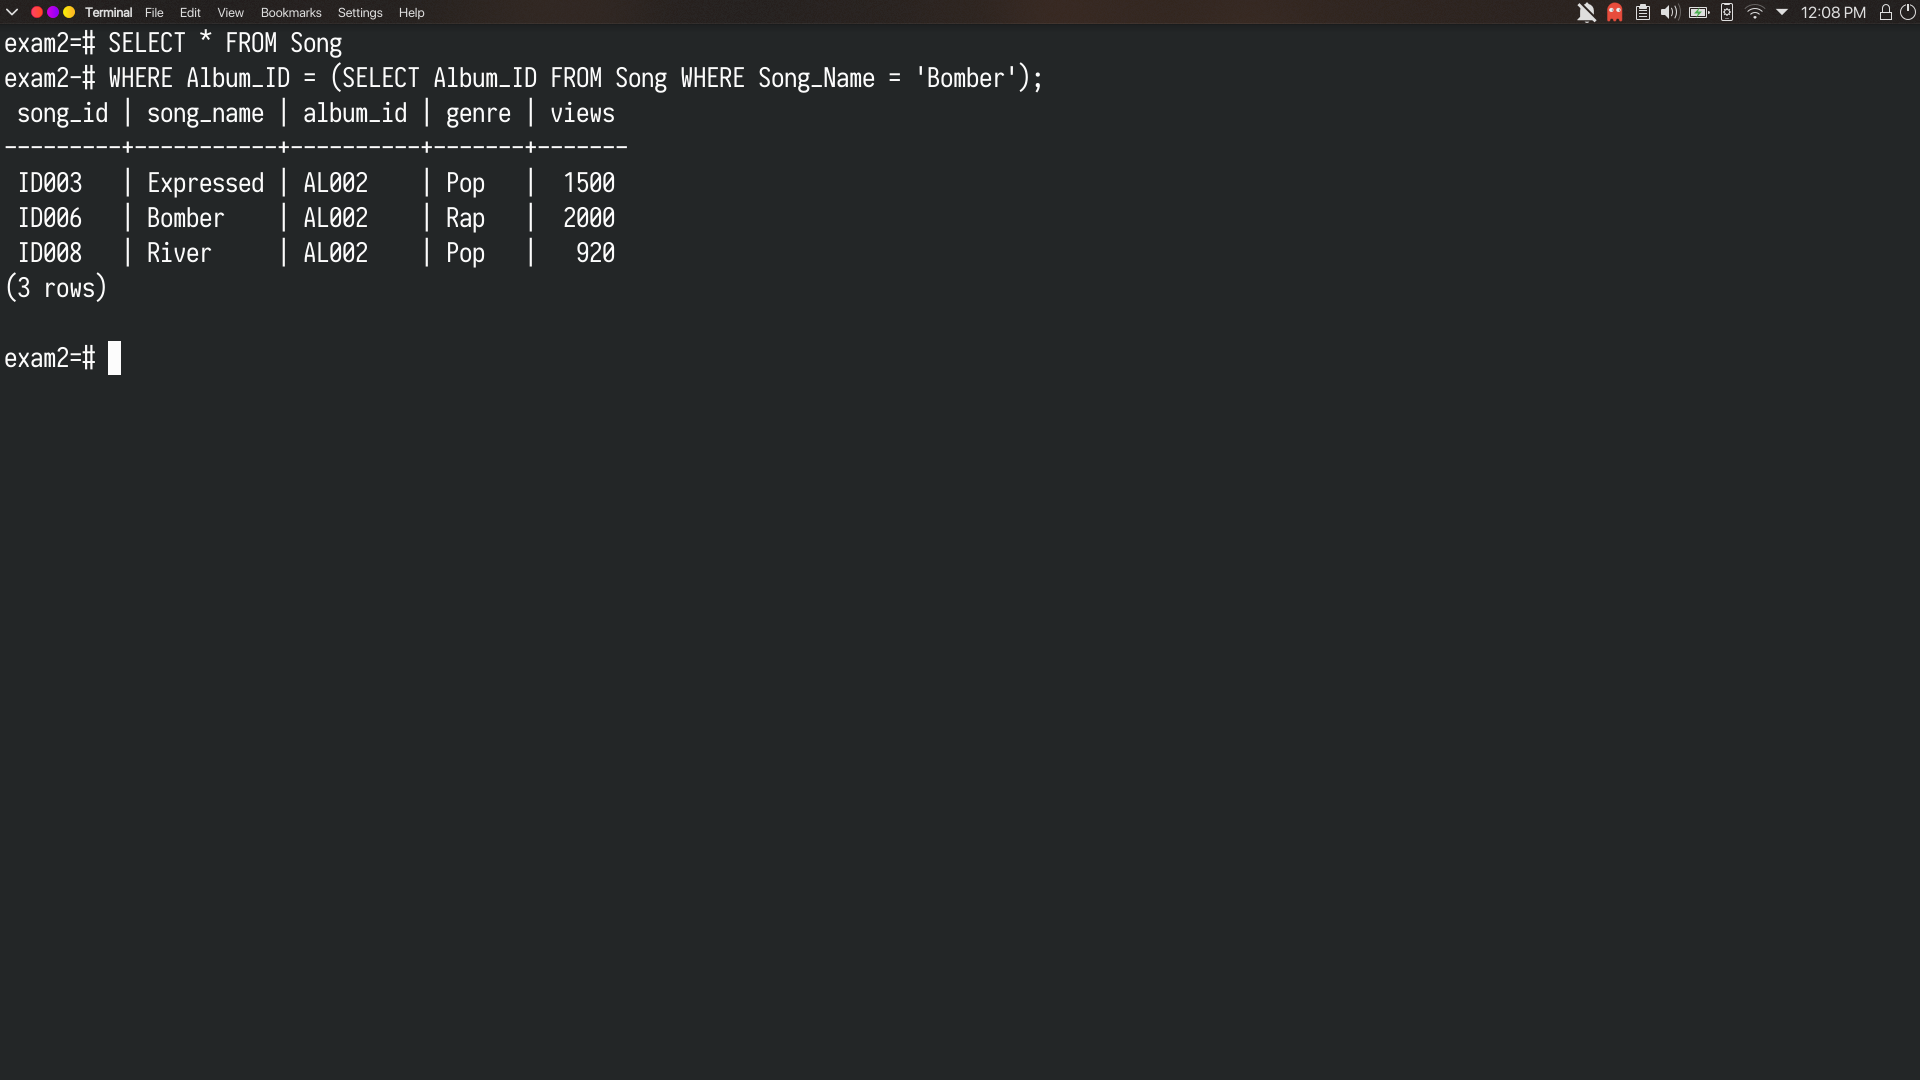 Terminal File Edit View Bookmarks Settings Help 12:08 PM
exam2=# SELECT * FROM Song
exam2-# WHERE Album_ID = (SELECT Album_ID FROM Song WHERE Song_Name = 'Bomber');
 song_id | song_name | album_id | genre | views
---------+-----------+----------+-------+-------
 ID003   | Expressed | AL002    | Pop   |  1500
 ID006   | Bomber    | AL002    | Rap   |  2000
 ID008   | River     | AL002    | Pop   |   920
(3 rows)
exam2=#